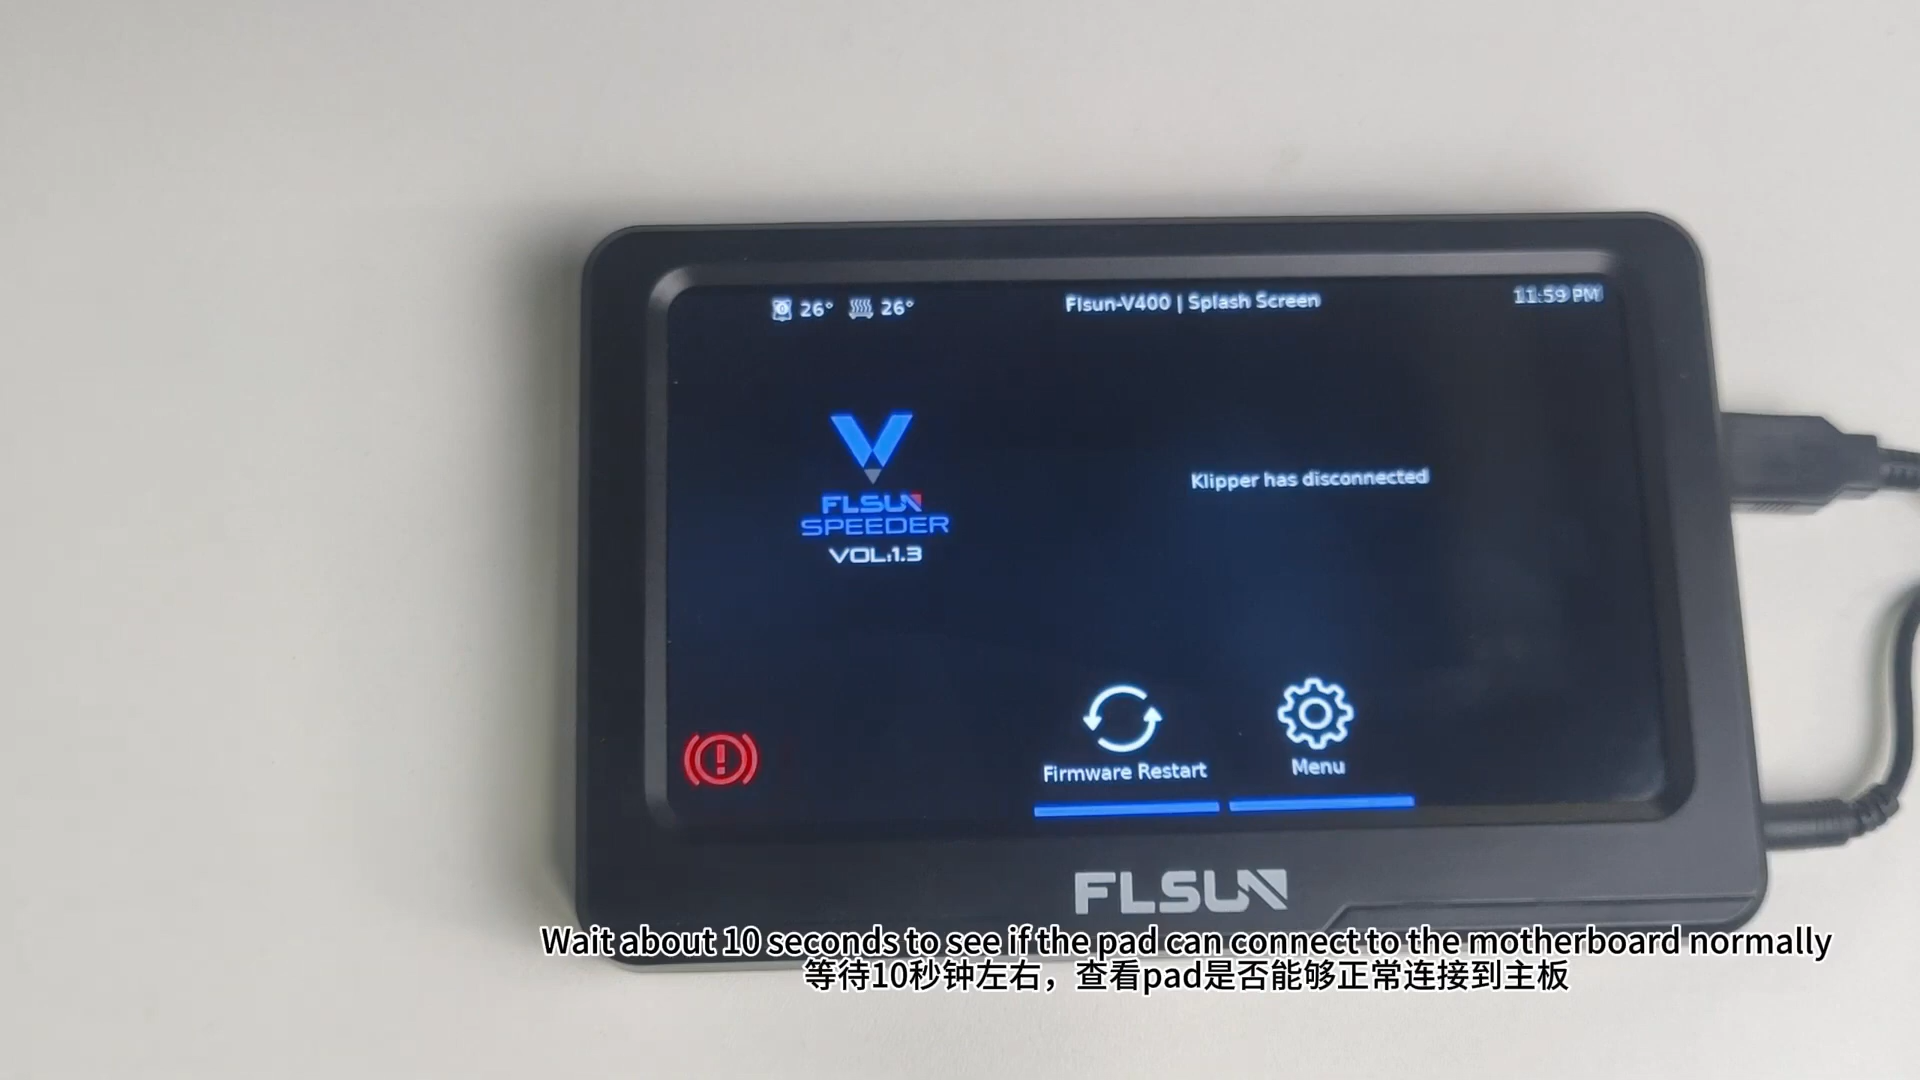 26° 26° Flsun-V400 | Splash Screen 11:59 PM
V
FLSUN
SPEEDER
VOL:1.3
Klipper has disconnected
Firmware Restart Menu
FLSUN
Wait about 10 seconds to see if the pad can connect to the motherboard normally
等待10秒钟左右，查看pad是否能够正常连接到主板